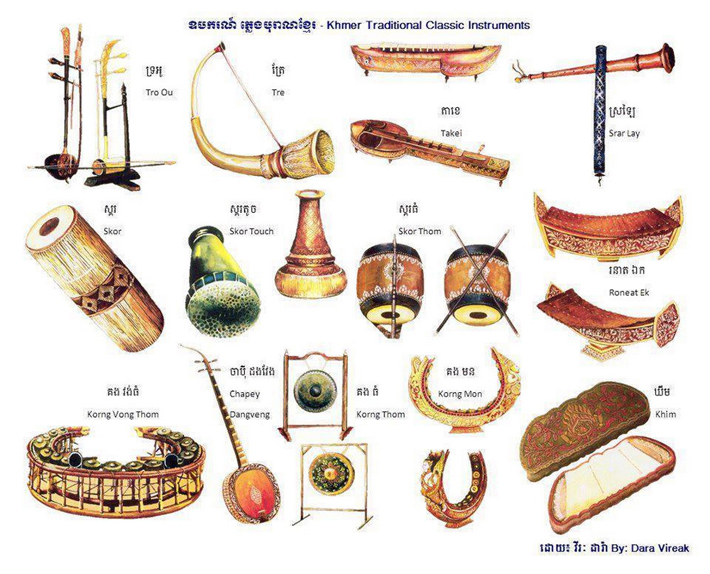 ឧបករណ៍ ភ្លេងបុរាណខ្មែរ - Khmer Traditional Classic Instruments
ទ្រអូ
Tro Ou
ត្រែ
Tre
តាខេ
Takei
ស្រឡៃ
Srar Lay
ស្គរ
Skor
ស្គរតូច
Skor Touch
ស្គរធំ
Skor Thom
រនាត ឯក
Roneat Ek
គង វង់ធំ
Korng Vong Thom
ចាប៉ី ដងវែង
Chapey
Dangveng
គង ធំ
Korng Thom
គង មន
Korng Mon
ឃឹម
Khim
ដោយ៖ វីរៈ ដារ៉ា By: Dara Vireak